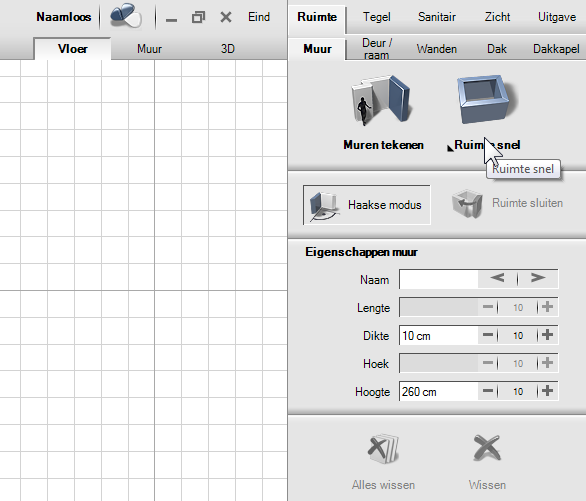 Naamloos Eind
Vloer Muur 3D
Ruimte Tegel Sanitair Zicht Uitgave
Muur Deur / raam Wanden Dak Dakkapel
Muren tekenen Ruimte snel
Ruimte snel
Haakse modus Ruimte sluiten
Eigenschappen muur
Naam
Lengte 10
Dikte 10 cm 10
Hoek 10
Hoogte 260 cm 10
Alles wissen Wissen